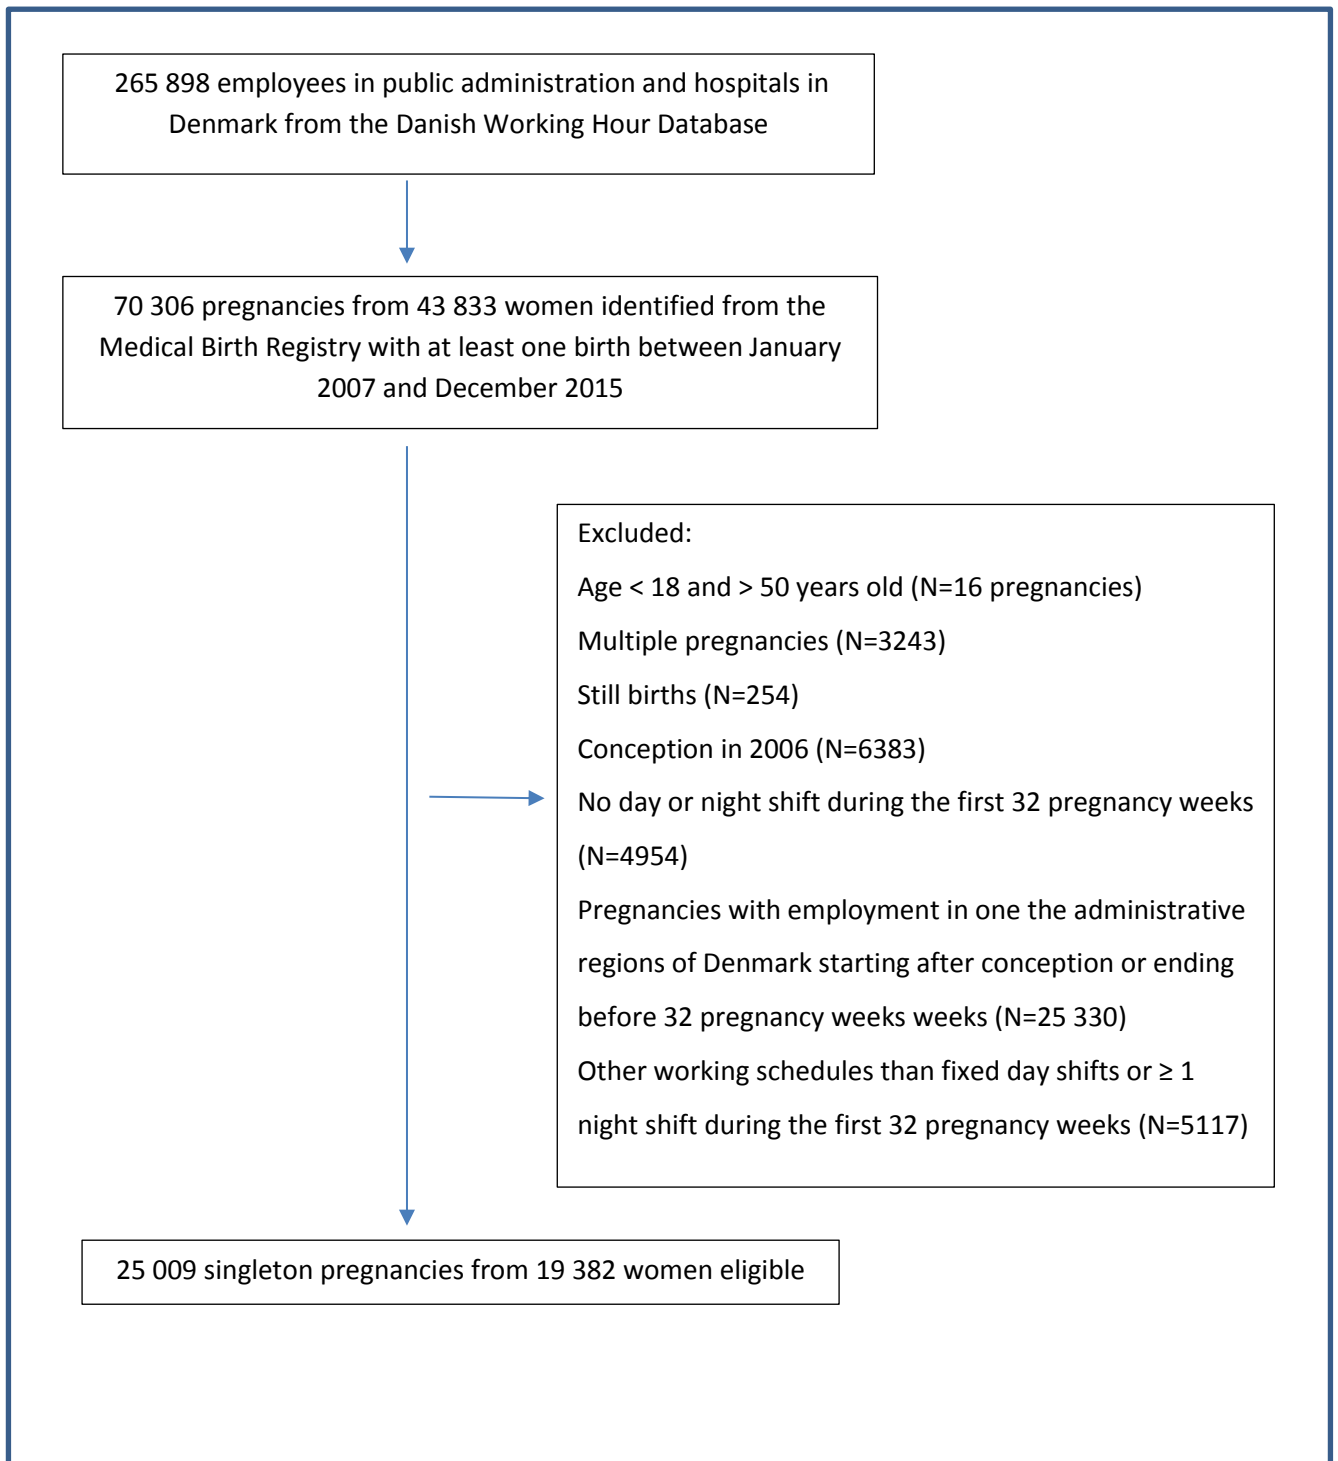 265 898 employees in public administration and hospitals in
Denmark from the Danish Working Hour Database
70 306 pregnancies from 43 833 women identified from the
Medical Birth Registry with at least one birth between January
2007 and December 2015
Excluded:
Age < 18 and > 50 years old (N=16 pregnancies)
Multiple pregnancies (N=3243)
Still births (N=254)
Conception in 2006 (N=6383)
No day or night shift during the first 32 pregnancy weeks
(N=4954)
Pregnancies with employment in one the administrative
regions of Denmark starting after conception or ending
before 32 pregnancy weeks weeks (N=25 330)
Other working schedules than fixed day shifts or ≥ 1
night shift during the first 32 pregnancy weeks (N=5117)
25 009 singleton pregnancies from 19 382 women eligible